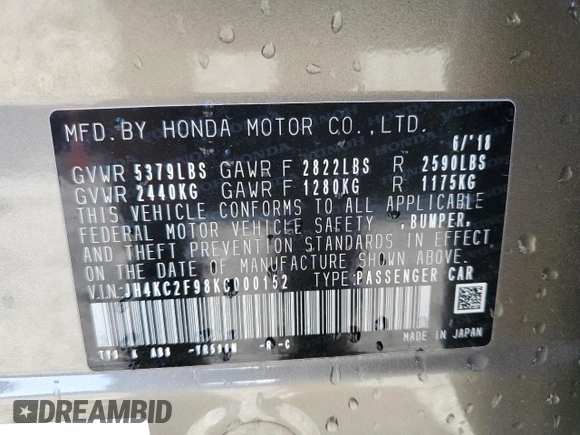 MFD. BY HONDA MOTOR CO., LTD.
6/'18
GVWR 5379LBS GAWR F 2822LBS R 2590LBS
GVWR 2440KG GAWR F 1280KG R 1175KG
THIS VEHICLE CONFORMS TO ALL APPLICABLE
FEDERAL MOTOR VEHICLE SAFETY , BUMPER,
AND THEFT PREVENTION STANDARDS IN EFFECT
ON THE DATE OF MANUFACTURE SHOWN ABOVE.
VIN: JH4KC2F98KC000152 TYPE: PASSENGER CAR
MADE IN JAPAN
DREAMBID